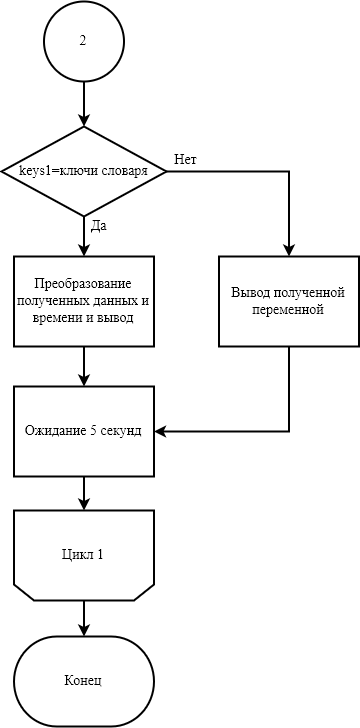 2
keys1=ключи словаря
Нет
Да
Преобразование
полученных данных и
времени и вывод
Вывод полученной
переменной
Ожидание 5 секунд
Цикл 1
Конец